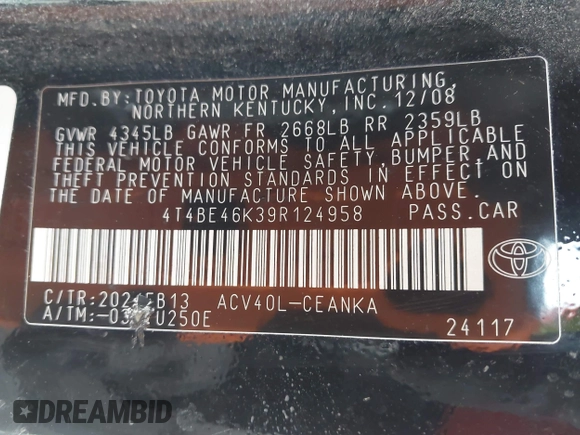 MFD.BY:TOYOTA MOTOR MANUFACTURING,
NORTHERN KENTUCKY,INC.12/08
GVWR 4345LB GAWR FR 2668LB RR 2359LB
THIS VEHICLE CONFORMS TO ALL APPLICABLE
FEDERAL MOTOR VEHICLE SAFETY,BUMPER,AND
THEFT PREVENTION STANDARDS IN EFFECT ON
THE DATE OF MANUFACTURE SHOWN ABOVE.
4T4BE46K39R124958 PASS.CAR
C/TR: ACV40L-CEANKA
A/TM:
24117
DREAMBID